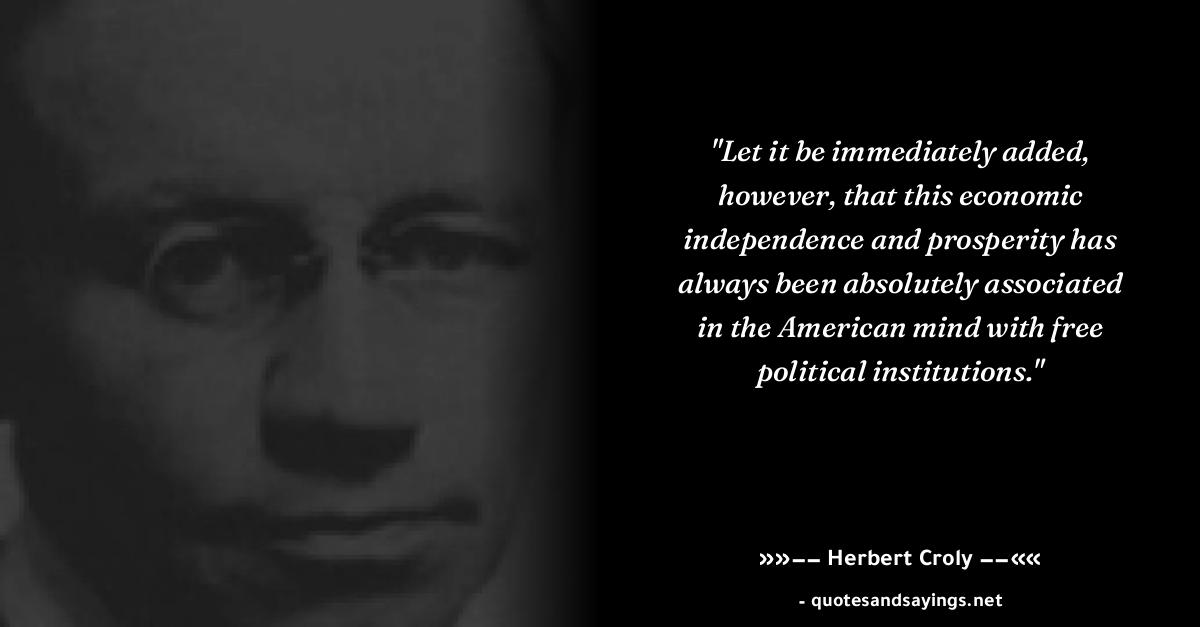 "Let it be immediately added,
however, that this economic
independence and prosperity has
always been absolutely associated
in the American mind with free
political institutions."
»»−− Herbert Croly −−««
- quotesandsayings.net